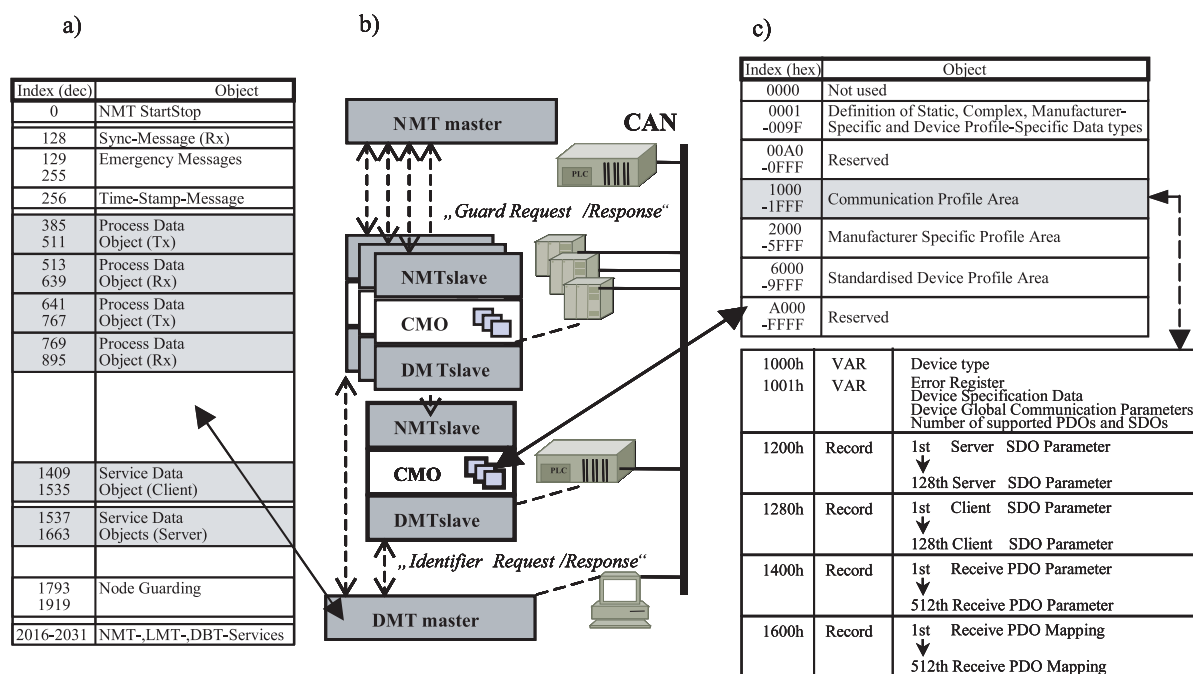 a)
Index (dec) Object
0 NMT StartStop
128 Sync-Message (Rx)
129 Emergency Messages
255
256 Time-Stamp-Message
385 Process Data
511 Object (Tx)
513 Process Data
639 Object (Rx)
641 Process Data
767 Object (Tx)
769 Process Data
895 Object (Rx)
1409 Service Data
1535 Object (Client)
1537 Service Data
1663 Objects (Server)
1793 Node Guarding
1919
2016-2031 NMT-,LMT-,DBT-Services
b)
NMT master
CAN
PLC
„Guard Request /Response“
NMTslave
CMO
DM Tslave
NMTslave
CMO
PLC
DMTslave
„Identifier Request /Response“
DMT master
c)
Index (hex) Object
0000 Not used
0001 Definition of Static, Complex, Manufacturer-
-009F Specific and Device Profile-Specific Data types
00A0
-0FFF Reserved
1000
-1FFF Communication Profile Area
2000
-5FFF Manufacturer Specific Profile Area
6000
-9FFF Standardised Device Profile Area
A000
-FFFF Reserved
1000h VAR Device type
1001h VAR Error Register
Device Specification Data
Device Global Communication Parameters
Number of supported PDOs and SDOs
1200h Record 1st Server SDO Parameter
128th Server SDO Parameter
1280h Record 1st Client SDO Parameter
128th Client SDO Parameter
1400h Record 1st Receive PDO Parameter
512th Receive PDO Parameter
1600h Record 1st Receive PDO Mapping
512th Receive PDO Mapping